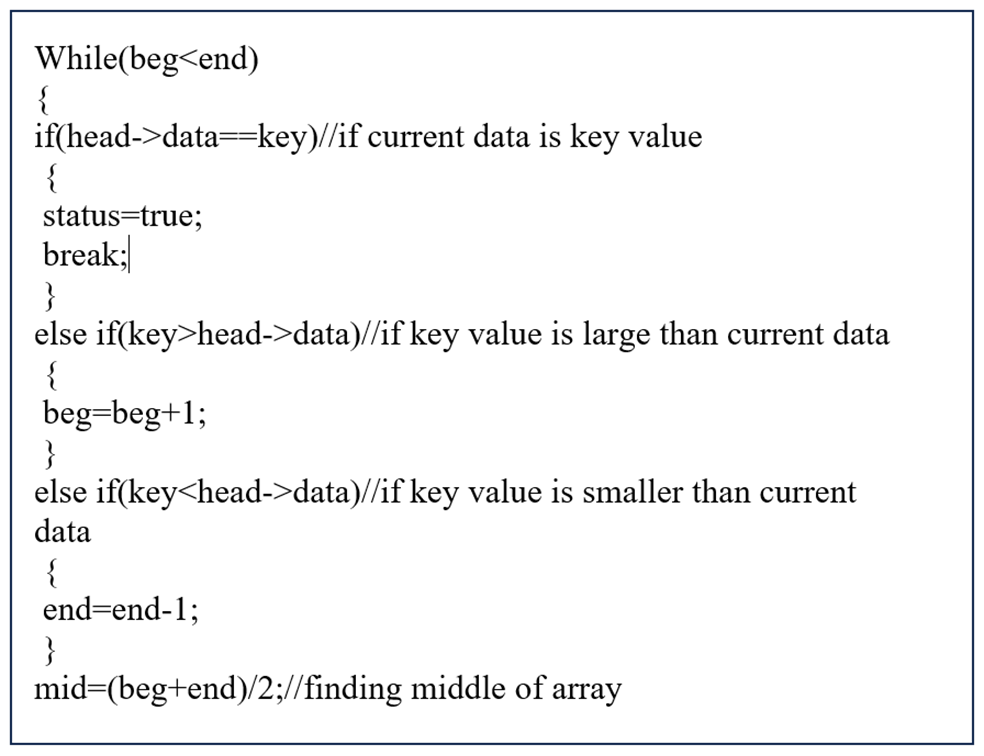 While(beg<end)
{
if(head->data==key)//if current data is key value
{
status=true;
break;
}
else if(key>head->data)//if key value is large than current data
{
beg=beg+1;
}
else if(key<head->data)//if key value is smaller than current
data
{
end=end-1;
}
mid=(beg+end)/2;//finding middle of array